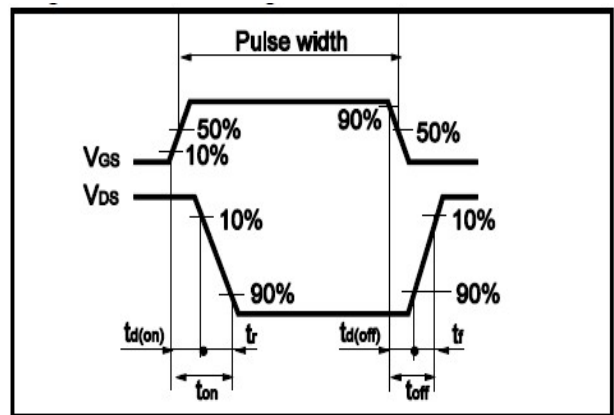 Pulse width
90%
50%
50%
10%
VGS
VDS
10%
10%
90%
90%
td(on)
tr
td(off)
tf
ton
toff